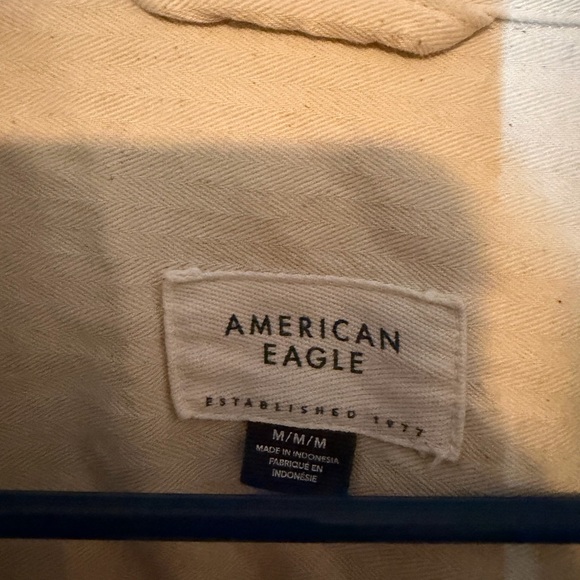 AMERICAN
EAGLE
ESTABLISHED 1977
M/M/M
MADE IN INDONESIA
FABRIQUÉ EN
INDONÉSIE